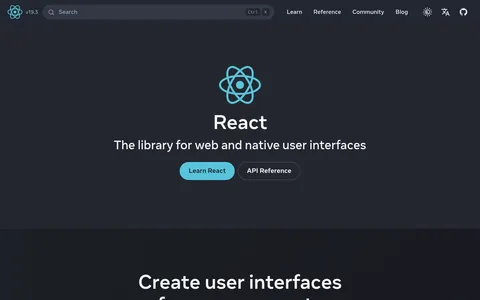 v19.3 Search Ctrl K Learn Reference Community Blog
React
The library for web and native user interfaces
Learn React API Reference
Create user interfaces